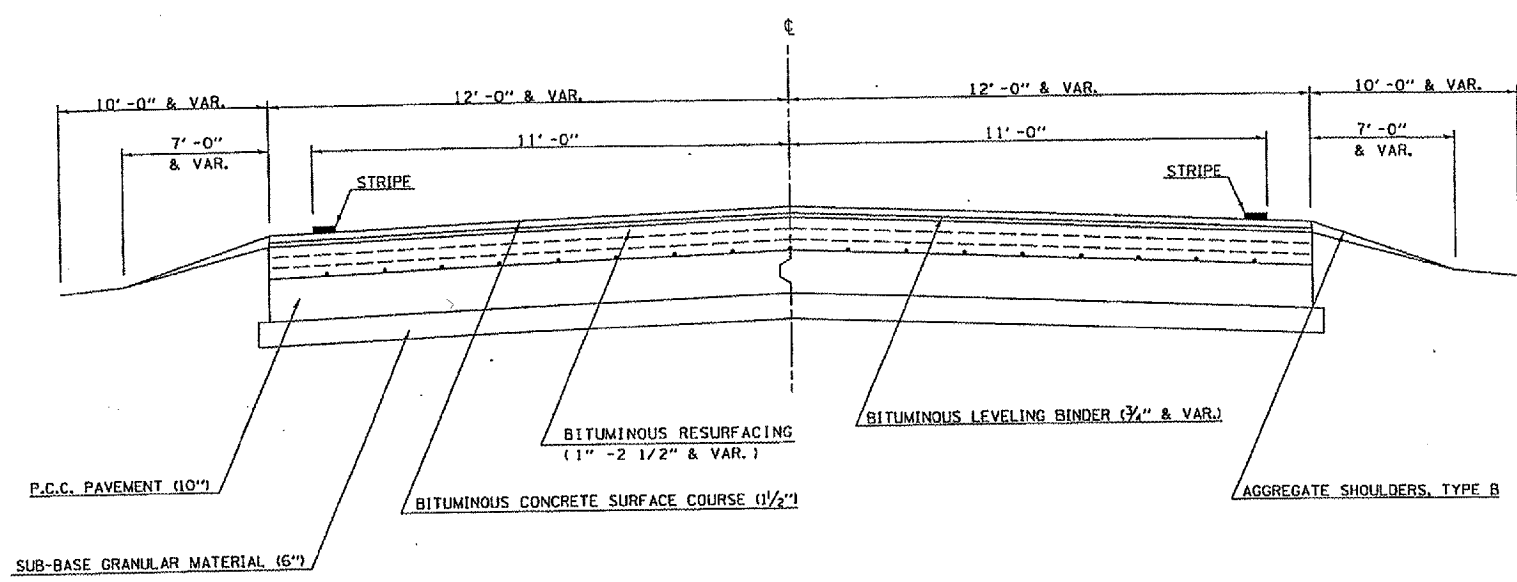 ℄
10'-0" & VAR.
12'-0" & VAR.
12'-0" & VAR.
10'-0" & VAR.
7'-0"
& VAR.
11'-0"
11'-0"
7'-0"
& VAR.
STRIPE
STRIPE
BITUMINOUS LEVELING BINDER (3/4" & VAR.)
BITUMINOUS RESURFACING
(1" -2 1/2" & VAR.)
P.C.C. PAVEMENT (10")
BITUMINOUS CONCRETE SURFACE COURSE (1 1/2")
AGGREGATE SHOULDERS, TYPE B
SUB-BASE GRANULAR MATERIAL (6")